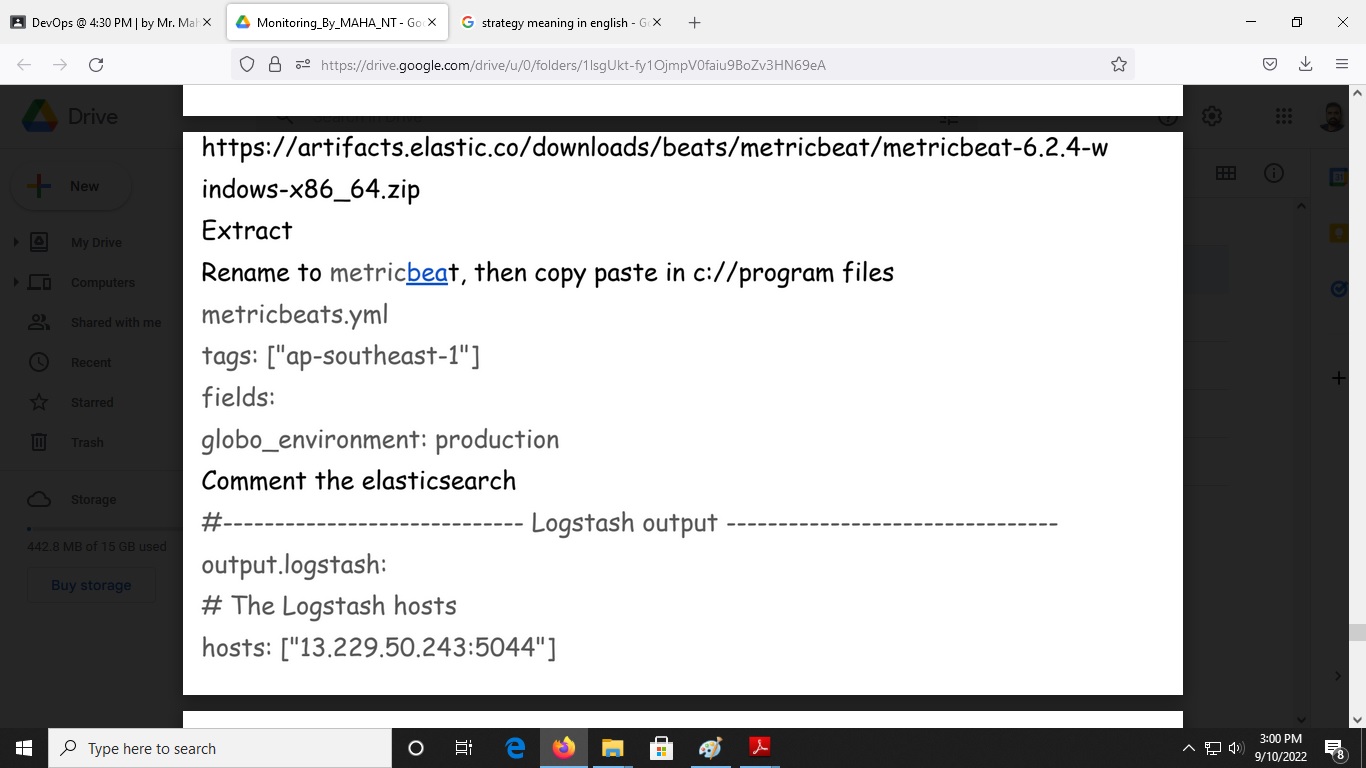 DevOps @ 4:30 PM | by Mr. Mah
Monitoring_By_MAHA_NT - Go
strategy meaning in english - G
https://drive.google.com/drive/u/0/folders/1lsgUkt-fy1OjmpV0faiu9BoZv3HN69eA
Drive
New
My Drive
Computers
Shared with me
Recent
Starred
Trash
Storage
442.8 MB of 15 GB used
Buy storage
https://artifacts.elastic.co/downloads/beats/metricbeat/metricbeat-6.2.4-w
indows-x86_64.zip
Extract
Rename to metricbeat, then copy paste in c://program files
metricbeats.yml
tags: ["ap-southeast-1"]
fields:
globo_environment: production
Comment the elasticsearch
#----------------------------- Logstash output --------------------------------
output.logstash:
# The Logstash hosts
hosts: ["13.229.50.243:5044"]
Type here to search
3:00 PM
9/10/2022
8